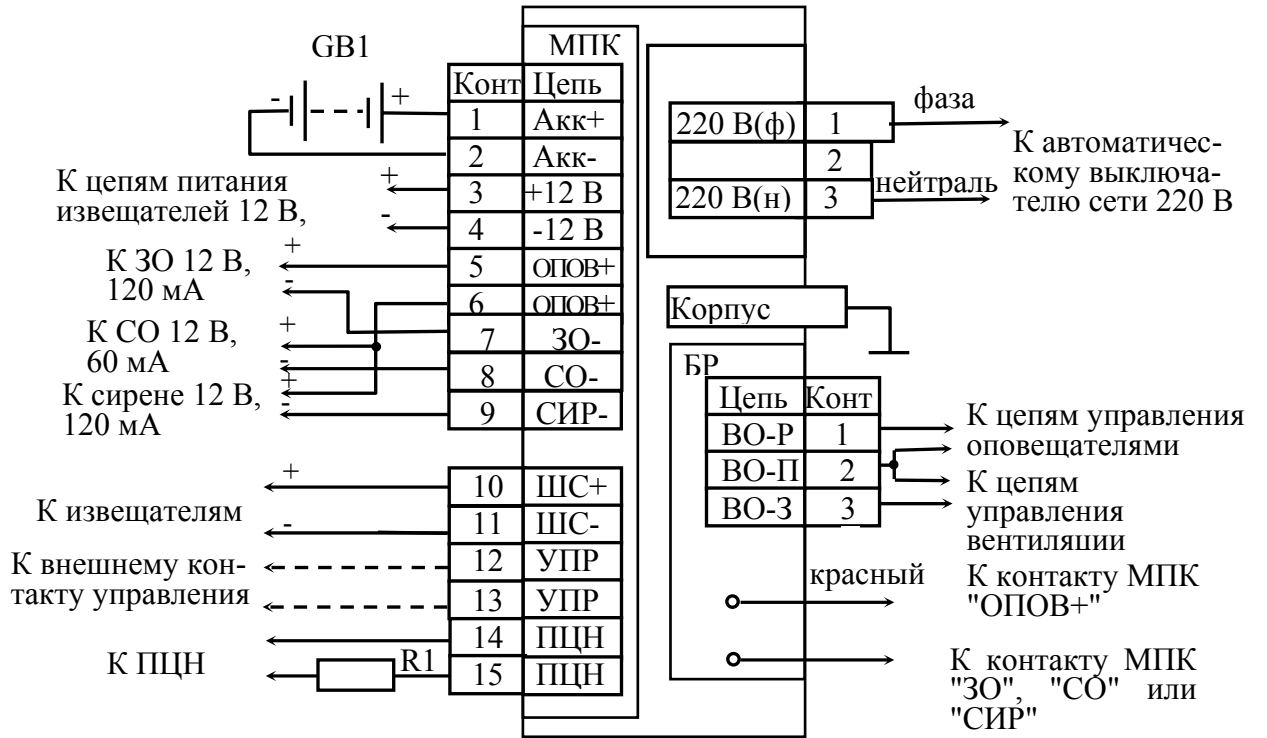 GB1
МПК
Конт Цепь
- +
1 Акк+
2 Акк-
К цепям питания
извещателей 12 В,
+
3 +12 В
-
4 -12 В
К ЗО 12 В,
120 мА
+
5 ОПОВ+
-
6 ОПОВ+
К СО 12 В,
60 мА
+
7 ЗО-
-
8 СО-
К сирене 12 В,
120 мА
+
-
9 СИР-
К извещателям
+
10 ШС+
-
11 ШС-
К внешнему кон-
такту управления
12 УПР
13 УПР
К ПЦН
14 ПЦН
R1
15 ПЦН
220 В(ф) 1
2
220 В(н) 3
фаза
нейтраль
К автоматичес-
кому выключа-
телю сети 220 В
Корпус
БР
Цепь Конт
ВО-Р 1
ВО-П 2
ВО-З 3
К цепям управления
оповещателями
К цепям
управления
вентиляции
красный
К контакту МПК
"ОПОВ+"
К контакту МПК
"ЗО", "СО" или
"СИР"